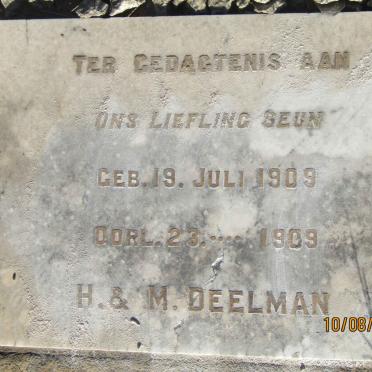 TER GEDAGTENIS AAN
ONS LIEFLING SEUN
GEB. 19. JULI 1909
OORL. 23. .... 1909
H. & M. DEELMAN
10/08/